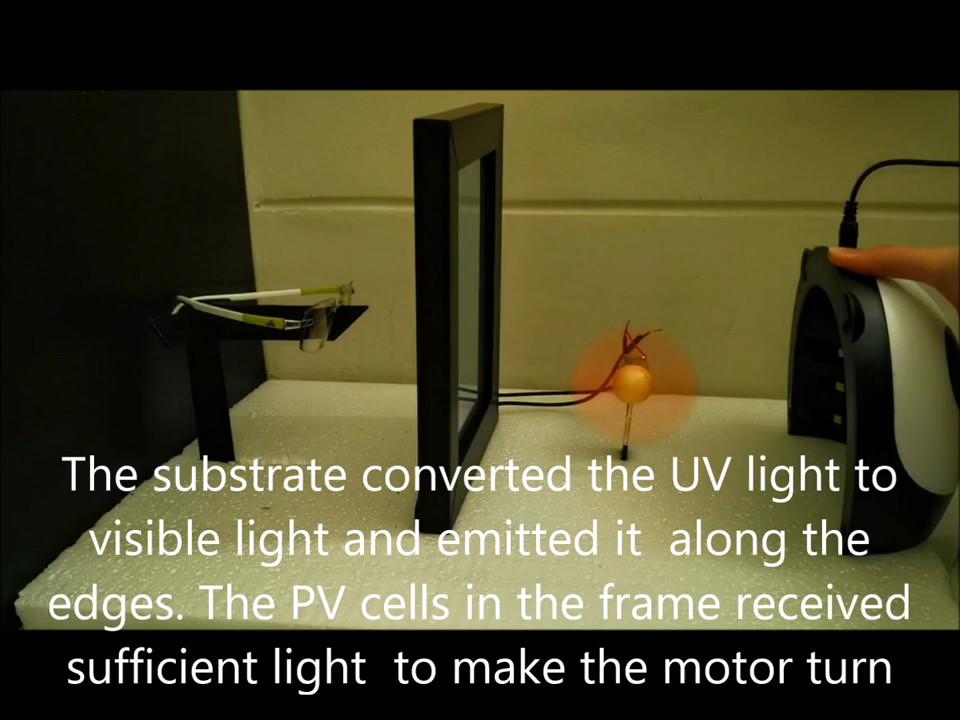 The substrate converted the UV light to
visible light and emitted it  along the
edges. The PV cells in the frame received
sufficient light  to make the motor turn